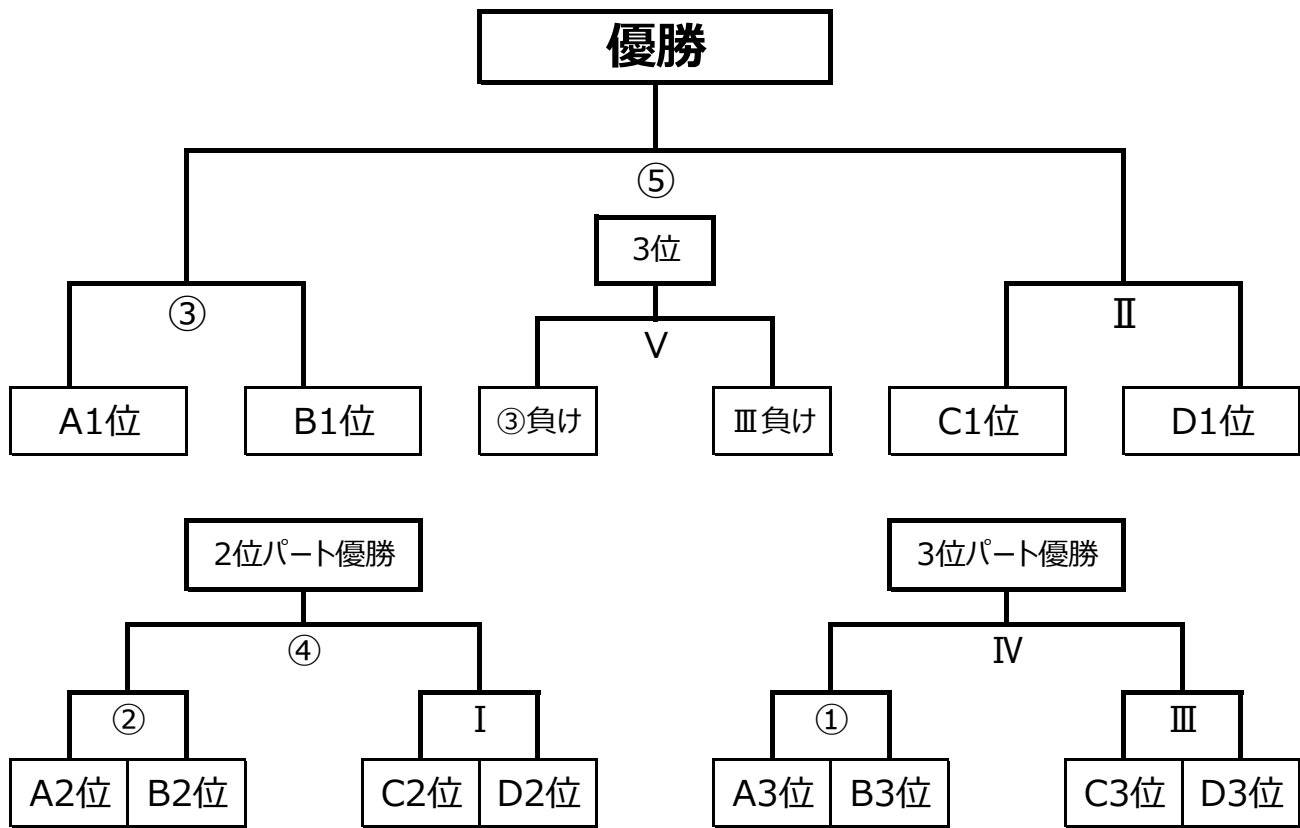 優勝
⑤
3位
③
Ⅱ
Ⅴ
A1位
B1位
③負け
Ⅲ負け
C1位
D1位
2位パート優勝
3位パート優勝
④
Ⅳ
②
Ⅰ
①
Ⅲ
A2位
B2位
C2位
D2位
A3位
B3位
C3位
D3位